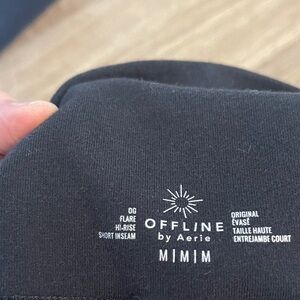 OG
FLARE
HI-RISE
SHORT INSEAM
OFFLINE
by Aerie
M|M|M
ORIGINAL
ÉVASÉ
TAILLE HAUTE
ENTREJAMBE COURT